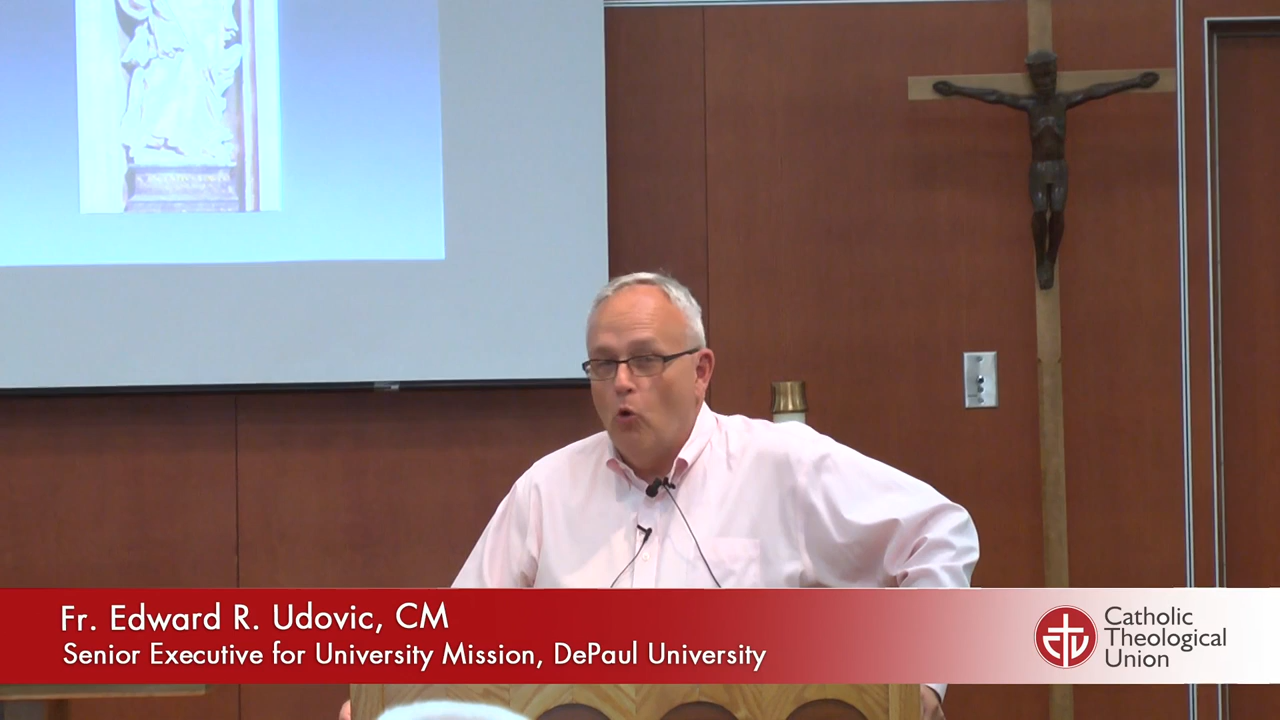 Fr. Edward R. Udovic, CM
Senior Executive for University Mission, DePaul University
Catholic
Theological
Union